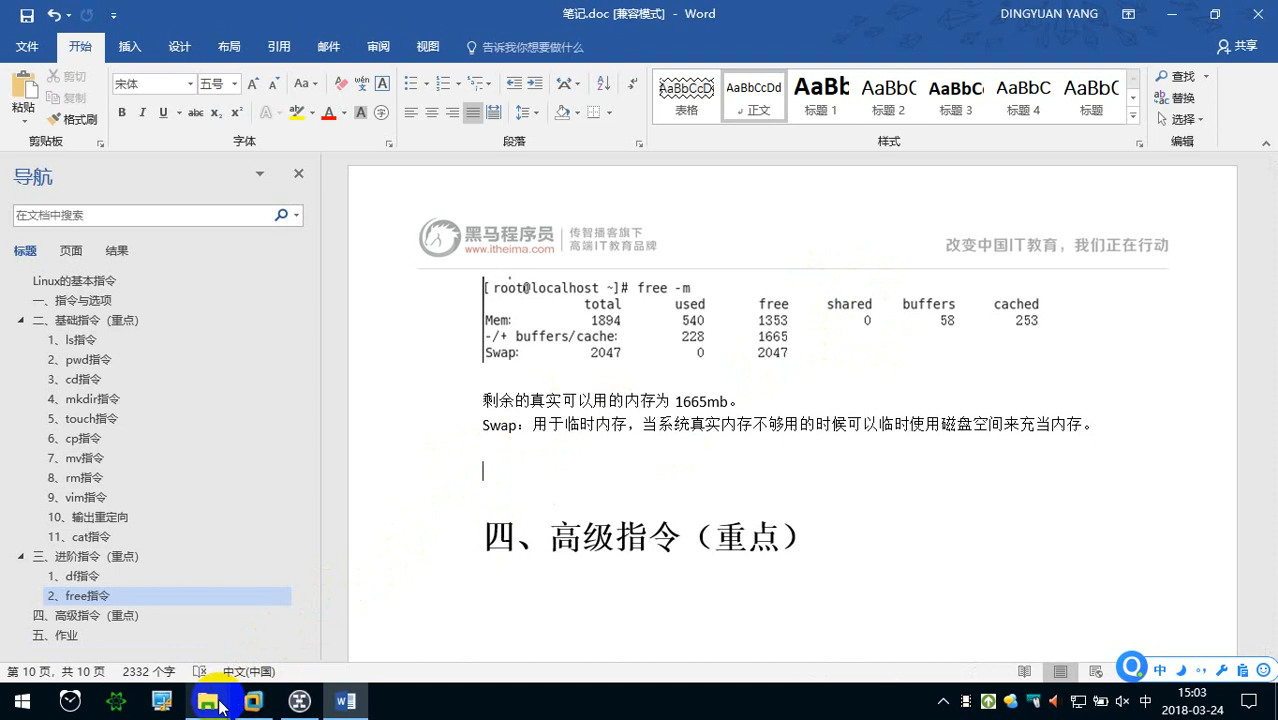 笔记.doc [兼容模式] - Word
DINGYUAN YANG
文件 开始 插入 设计 布局 引用 邮件 审阅 视图 告诉我你想要做什么 共享
粘贴 剪切 复制 格式刷
剪贴板
宋体 五号
字体
段落
AaBbCcDd 表格
AaBbCcDd 正文
AaBb 标题 1
AaBbC 标题 2
AaBbC 标题 3
AaBbC 标题 4
AaBbC 标题
样式
查找
替换
选择
编辑
导航
在文档中搜索
标题 页面 结果
Linux的基本指令
一、指令与选项
二、基础指令（重点）
1、ls指令
2、pwd指令
3、cd指令
4、mkdir指令
5、touch指令
6、cp指令
7、mv指令
8、rm指令
9、vim指令
10、输出重定向
11、cat指令
三、进阶指令（重点）
1、df指令
2、free指令
四、高级指令（重点）
五、作业
黑马程序员
www.itheima.com
传智播客旗下
高端IT教育品牌
改变中国IT教育，我们正在行动
[root@localhost ~]# free -m
total used free shared buffers cached
Mem: 1894 540 1353 0 58 253
-/+ buffers/cache: 228 1665
Swap: 2047 0 2047
剩余的真实可以用的内存为 1665mb。
Swap：用于临时内存，当系统真实内存不够用的时候可以临时使用磁盘空间来充当内存。
四、高级指令（重点）
第 10 页，共 10 页 2332 个字 中文(中国)
中
中 15:03
2018-03-24